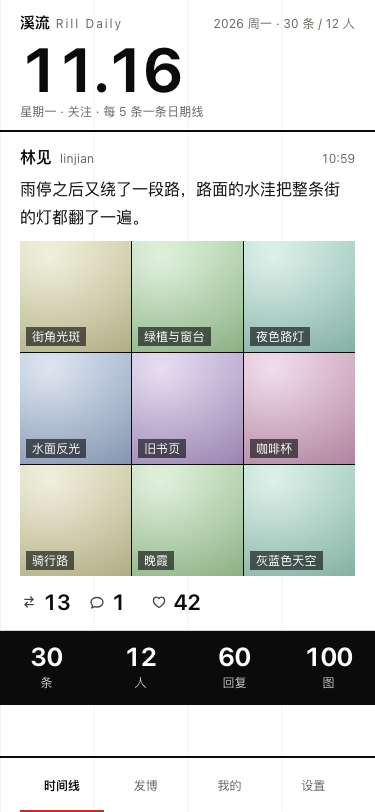 溪流 Rill Daily 2026 周一 · 30 条 / 12 人
11.16
星期一 · 关注 · 每 5 条一条日期线
林见 linjian 10:59
雨停之后又绕了一段路，路面的水洼把整条街
的灯都翻了一遍。
街角光斑 绿植与窗台 夜色路灯
水面反光 旧书页 咖啡杯
骑行路 晚霞 灰蓝色天空
13 1 42
30 12 60 100
条 人 回复 图
时间线 发博 我的 设置